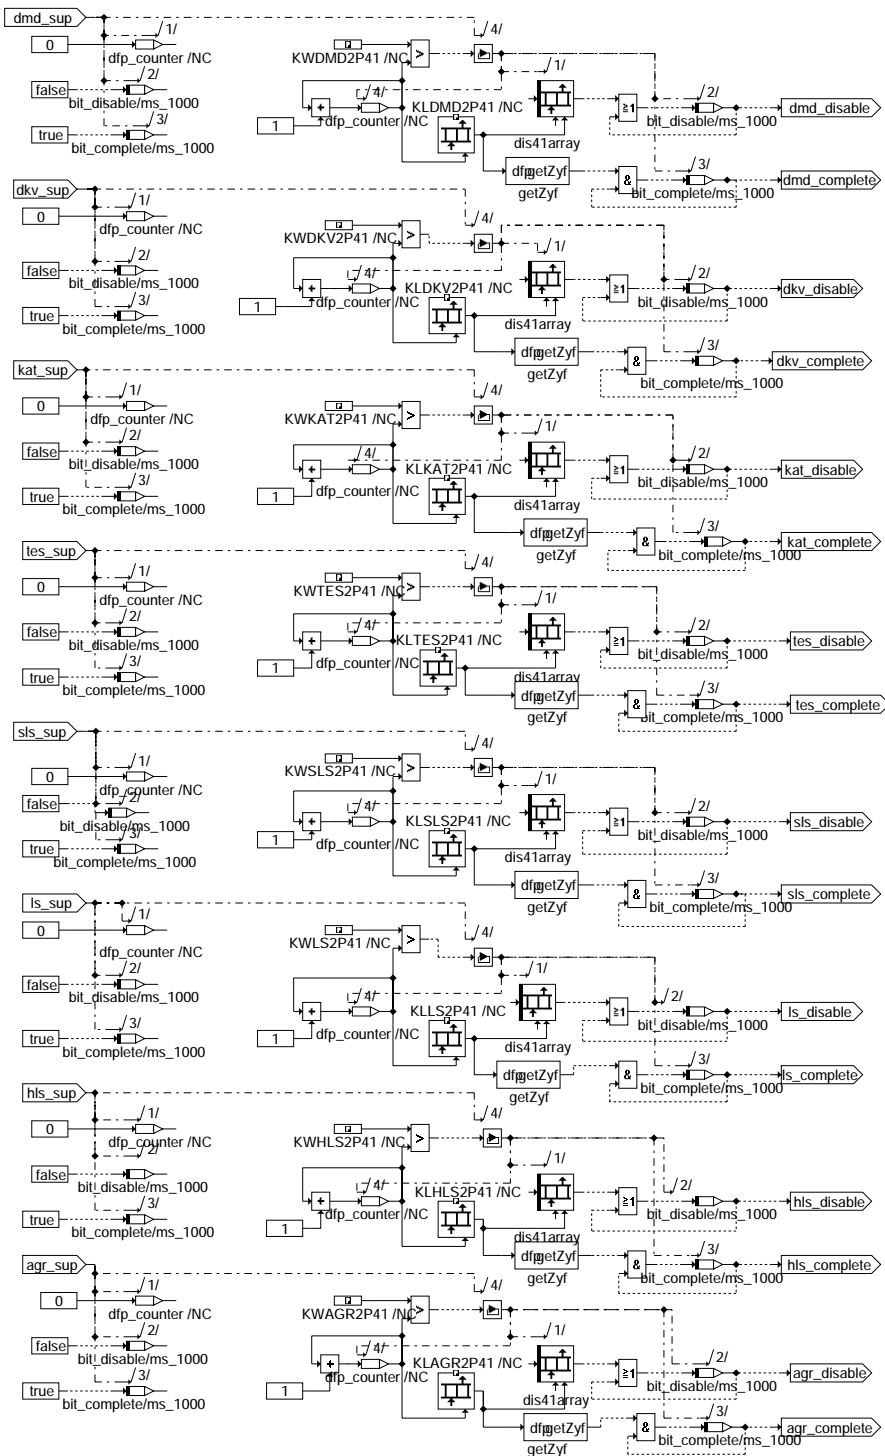 dmd_sup
/1/
/4/
0
dfp_counter /NC
KWDMD2P41 /NC
>
/2/
/1/
false
bit_disable/ms_1000
/4/
KLDMD2P41 /NC
/2/
+
≥1
dmd_disable
/3/
1
dfp_counter /NC
dis41array
bit_disable/ms_1000
true
bit_complete/ms_1000
dfp getZyf
/3/
&
dmd_complete
getZyf
bit_complete/ms_1000
dkv_sup
/1/
/4/
0
dfp_counter /NC
KWDKV2P41 /NC
>
/2/
/1/
false
bit_disable/ms_1000
/4/
KLDKV2P41 /NC
/2/
+
≥1
dkv_disable
/3/
1
dfp_counter /NC
dis41array
bit_disable/ms_1000
true
bit_complete/ms_1000
dfp getZyf
/3/
&
dkv_complete
getZyf
bit_complete/ms_1000
kat_sup
/1/
/4/
0
dfp_counter /NC
KWKAT2P41 /NC
>
/2/
/1/
false
bit_disable/ms_1000
/4/
KLKAT2P41 /NC
/2/
+
≥1
kat_disable
/3/
1
dfp_counter /NC
dis41array
bit_disable/ms_1000
true
bit_complete/ms_1000
dfp getZyf
/3/
&
kat_complete
getZyf
bit_complete/ms_1000
tes_sup
/1/
/4/
0
dfp_counter /NC
KWTES2P41 /NC
>
/2/
/1/
false
bit_disable/ms_1000
/4/
KLTES2P41 /NC
/2/
+
≥1
tes_disable
/3/
1
dfp_counter /NC
dis41array
bit_disable/ms_1000
true
bit_complete/ms_1000
dfp getZyf
/3/
&
tes_complete
getZyf
bit_complete/ms_1000
sls_sup
/1/
/4/
0
dfp_counter /NC
KWSLS2P41 /NC
>
/2/
/1/
false
bit_disable/ms_1000
/4/
KLSLS2P41 /NC
/2/
+
≥1
sls_disable
/3/
1
dfp_counter /NC
dis41array
bit_disable/ms_1000
true
bit_complete/ms_1000
dfp getZyf
/3/
&
sls_complete
getZyf
bit_complete/ms_1000
ls_sup
/1/
/4/
0
dfp_counter /NC
KWLS2P41 /NC
>
/2/
/1/
false
bit_disable/ms_1000
/4/
KLLS2P41 /NC
/2/
+
≥1
ls_disable
/3/
1
dfp_counter /NC
dis41array
bit_disable/ms_1000
true
bit_complete/ms_1000
dfp getZyf
/3/
&
ls_complete
getZyf
bit_complete/ms_1000
hls_sup
/1/
/4/
0
dfp_counter /NC
KWHLS2P41 /NC
>
/2/
/1/
false
bit_disable/ms_1000
/4/
KLHLS2P41 /NC
/2/
+
≥1
hls_disable
/3/
1
dfp_counter /NC
dis41array
bit_disable/ms_1000
true
bit_complete/ms_1000
dfp getZyf
/3/
&
hls_complete
getZyf
bit_complete/ms_1000
agr_sup
/1/
/4/
0
dfp_counter /NC
KWAGR2P41 /NC
>
/2/
/1/
false
bit_disable/ms_1000
/4/
KLAGR2P41 /NC
/2/
+
≥1
agr_disable
/3/
1
dfp_counter /NC
dis41array
bit_disable/ms_1000
true
bit_complete/ms_1000
dfp getZyf
/3/
&
agr_complete
getZyf
bit_complete/ms_1000